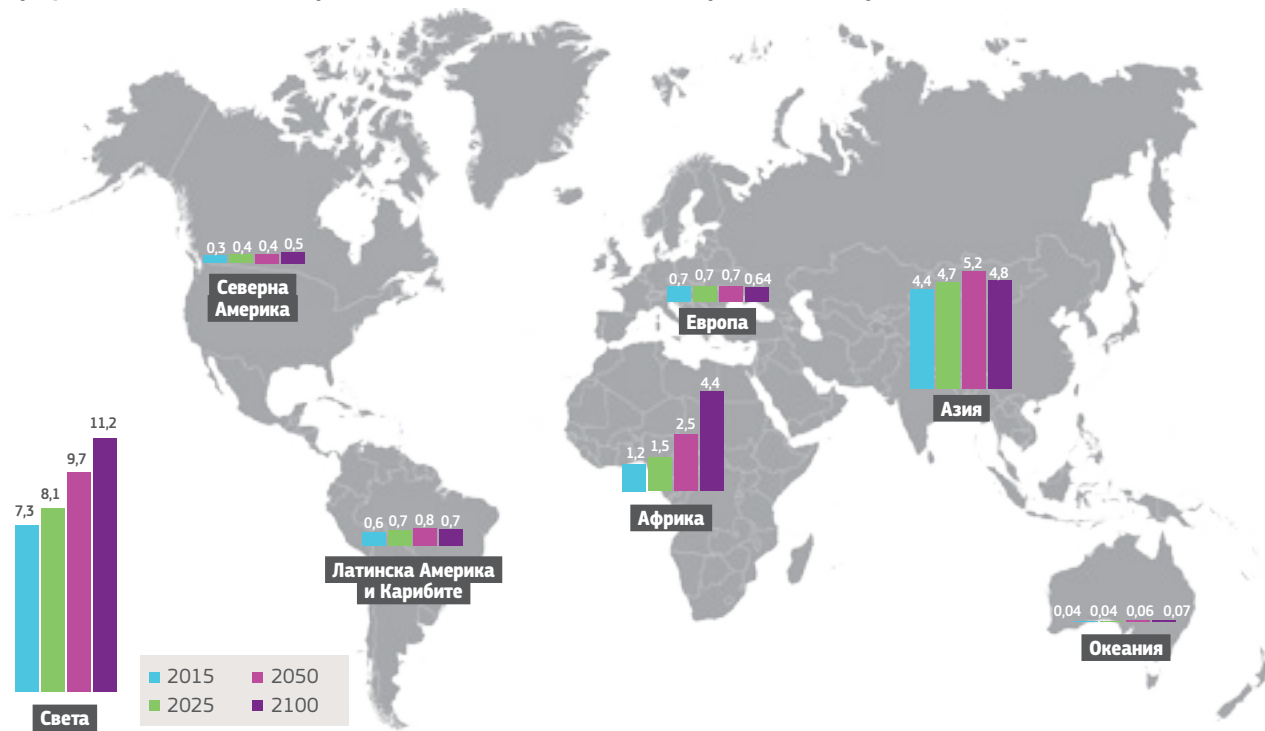 0,3 0,4 0,4 0,5
Северна
Америка
0,7 0,7 0,7 0,64
Европа
4,4 4,7 5,2 4,8
Азия
1,2 1,5 2,5 4,4
Африка
7,3 8,1 9,7 11,2
Света
0,6 0,7 0,8 0,7
Латинска Америка
и Карибите
0,04 0,04 0,06 0,07
Океания
2015 2050
2025 2100